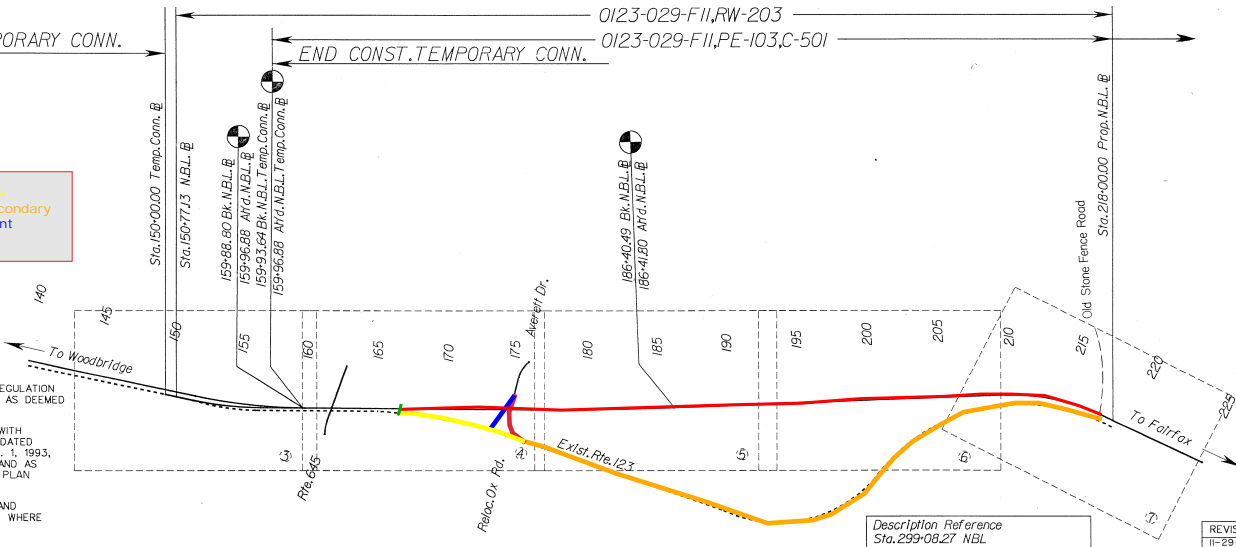 0123-029-F11,RW-203
PORARY CONN.
0123-029-F11,PE-103,C-501
END CONST.TEMPORARY CONN.
Sta.150+00.00 Temp.Conn.
Sta.150+77.13 N.B.L.
159+88.80 Bk.N.B.L.
159+96.88 Ah'd.N.B.L.
159+93.64 Bk.N.B.L.Temp.Conn.
159+96.88 Ah'd.N.B.L.Temp.Conn.
186+40.49 Bk.N.B.L.
186+41.80 Ah'd.N.B.L.
Old Stone Fence Road
Sta.218+00.00 Prop.N.B.L.
condary
nt
140
145
150
155
160
165
170
175
Averett Dr.
180
185
190
195
200
205
210
215
220
225
To Woodbridge
To Fairfax
EGULATION
AS DEEMED
WITH
DATED
. 1, 1993,
AND AS
PLAN
AND
WHERE
3
Rte.645
4
Reloc.Ox Rd.
Exist.Rte.123
5
6
7
Description Reference
Sta.299+08.27 NBL
REVIS
11-29-